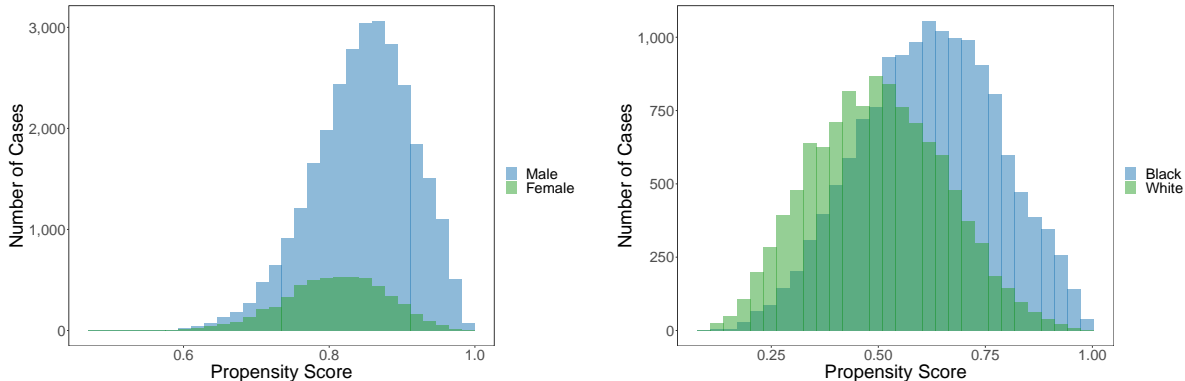 3,000
2,000
1,000
0
Number of Cases
0.6
0.8
1.0
Propensity Score
Male
Female
1,000
750
500
250
0
Number of Cases
0.25
0.50
0.75
1.00
Propensity Score
Black
White